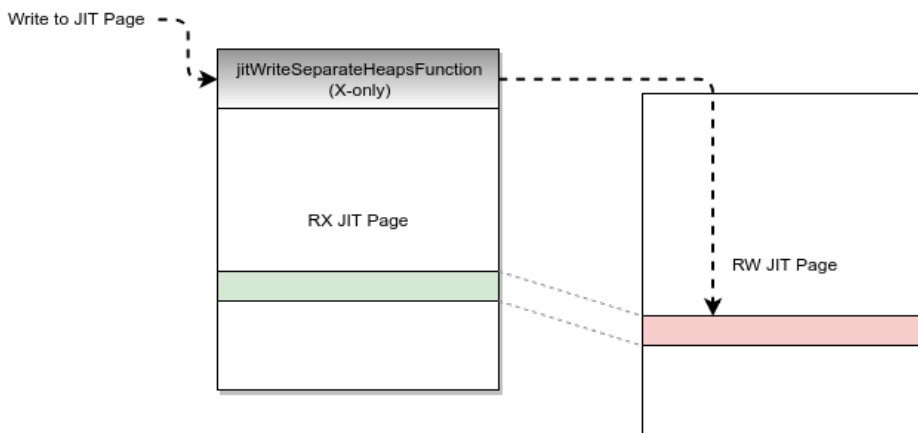 Write to JIT Page
jitWriteSeparateHeapsFunction
(X-only)
RX JIT Page
RW JIT Page